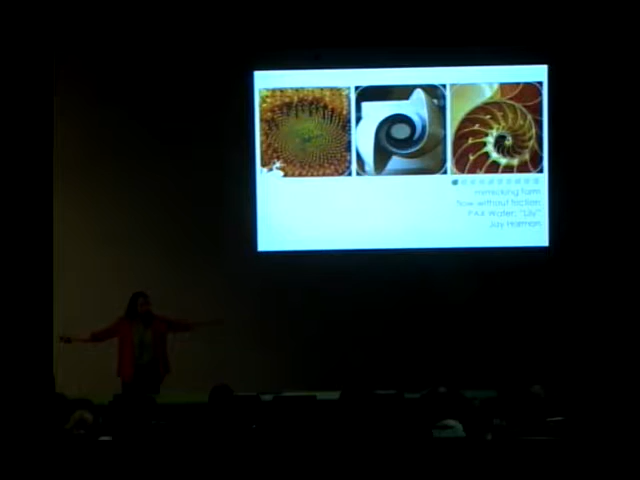 mimicking form
flow without friction
PAX Water, "Lily"
Jay Harman